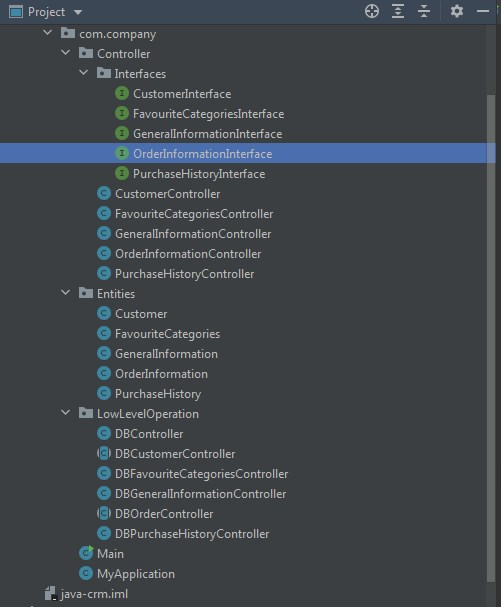 Project
com.company
Controller
Interfaces
I CustomerInterface
I FavouriteCategoriesInterface
I GeneralInformationInterface
I OrderInformationInterface
I PurchaseHistoryInterface
C CustomerController
C FavouriteCategoriesController
C GeneralInformationController
C OrderInformationController
C PurchaseHistoryController
Entities
C Customer
C FavouriteCategories
C GeneralInformation
C OrderInformation
C PurchaseHistory
LowLevelOperation
C DBController
C DBCustomerController
C DBFavouriteCategoriesController
C DBGeneralInformationController
C DBOrderController
C DBPurchaseHistoryController
C Main
C MyApplication
java-crm.iml